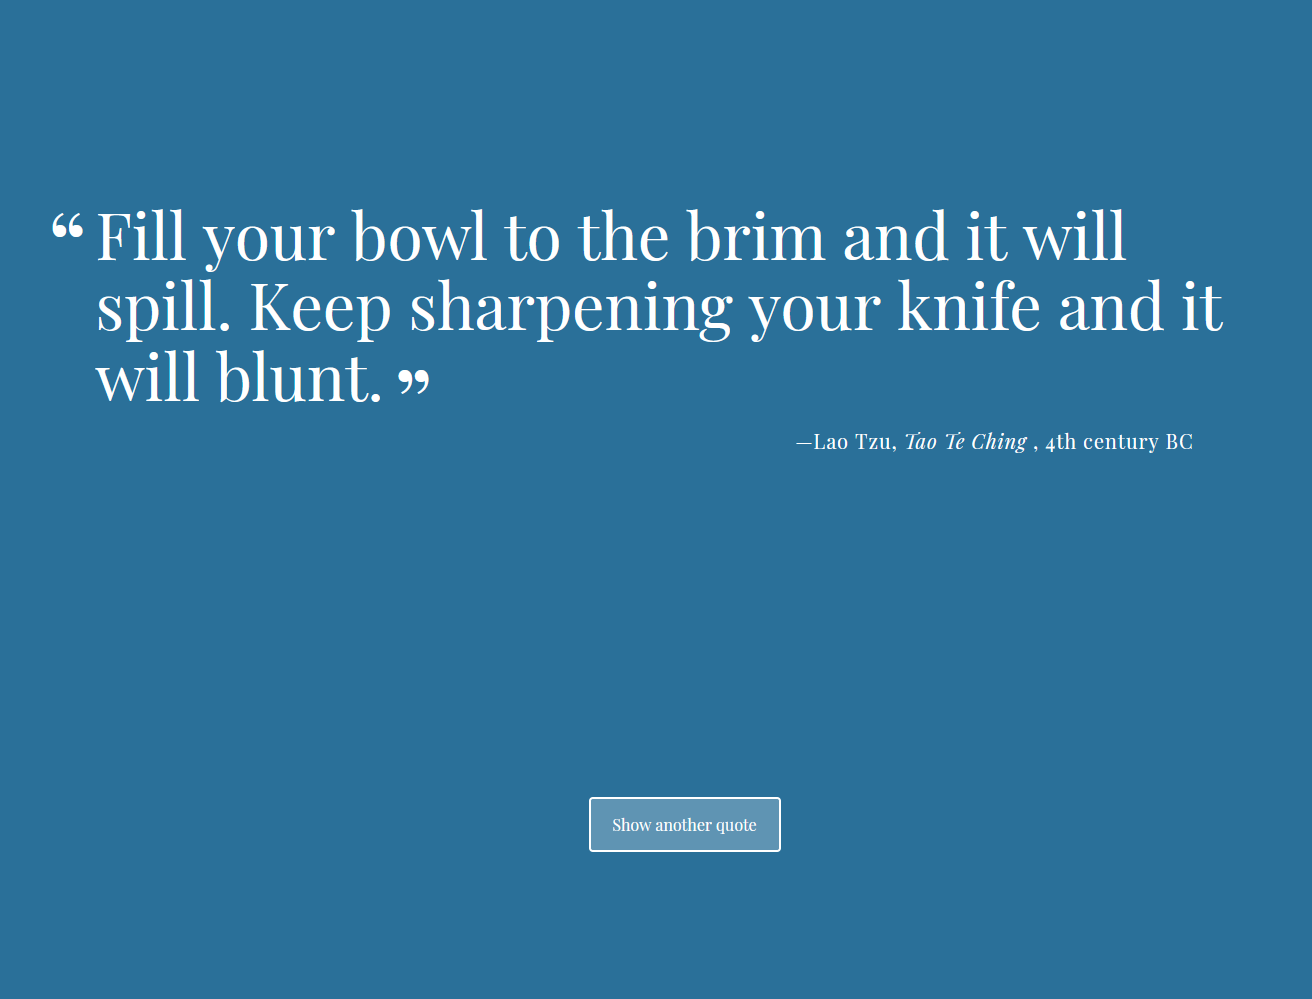 “ Fill your bowl to the brim and it will
spill. Keep sharpening your knife and it
will blunt. ”
—Lao Tzu, Tao Te Ching , 4th century BC
Show another quote